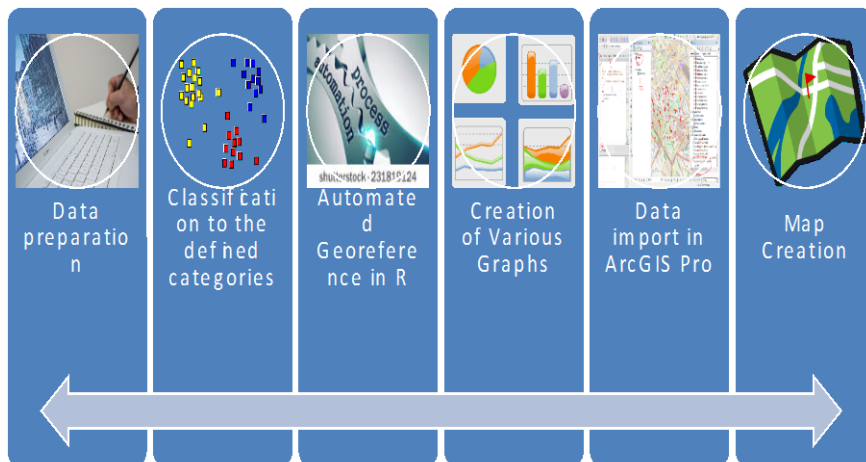 automation
process
shutterstock · 231819124
Data
preparatio
n
Classificati
on to the
defined
categories
Automate
d
Georefere
nce in R
Creation
of Various
Graphs
Data
import in
ArcGIS Pro
Map
Creation